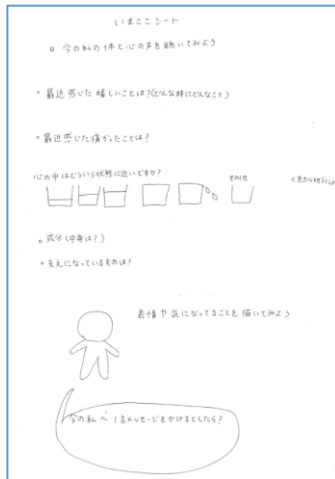 いまここシート
○ 今の私の体と心の声を聴いてみよう
・最近感じた嬉しいことは?(どんな時にどんなこと)
・最近感じた痛かったことは?
心の中はどういう状態に近いですか?
その他
○ 成分(中身は?)
・支えになっているものは?
表情や気になってることを描いてみよう
今の私へ 1言メッセージをかけるとしたら?